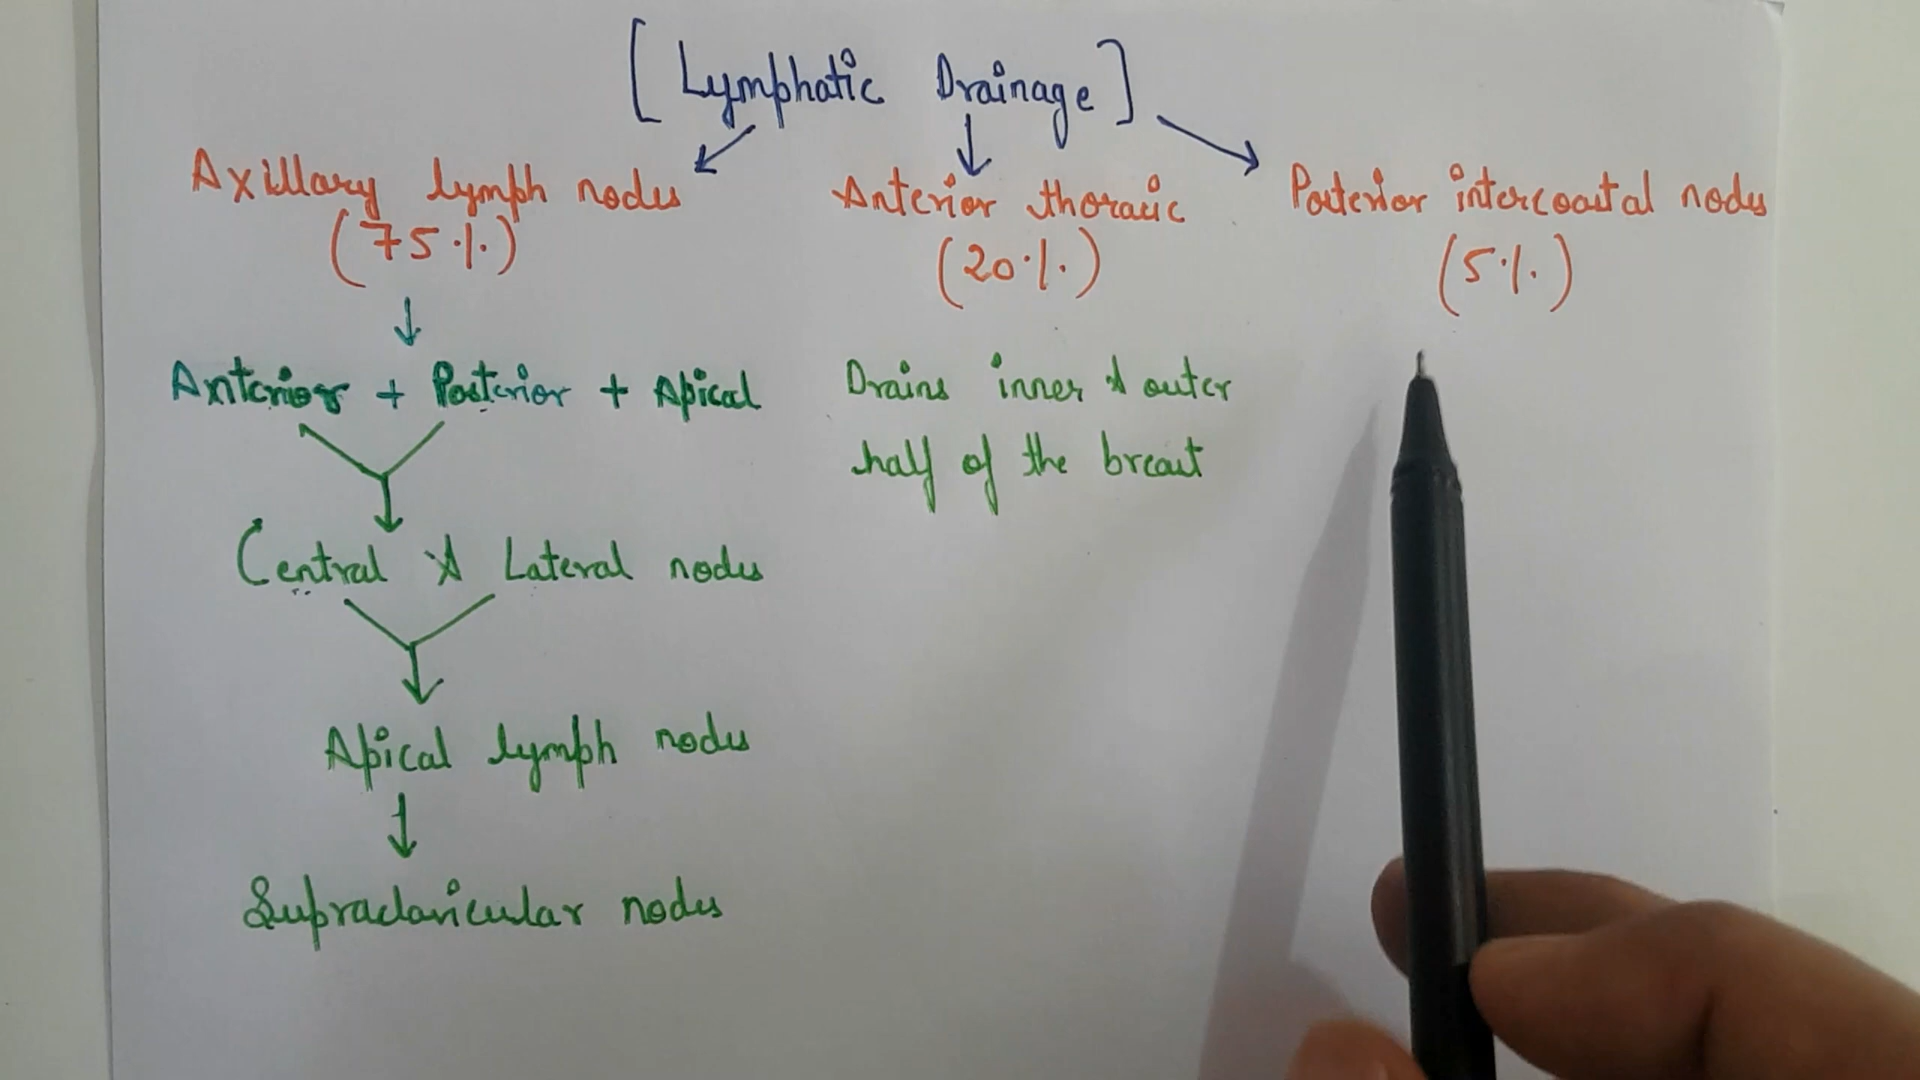 [ Lymphatic Drainage ]
Axillary lymph nodes
(75%)
Anterior thoracic
(20%)
Posterior intercoastal nodes
(5%)
Anterior + Posterior + Apical
Central & Lateral nodes
Apical lymph nodes
Supraclavicular nodes
Drains inner & outer
half of the breast